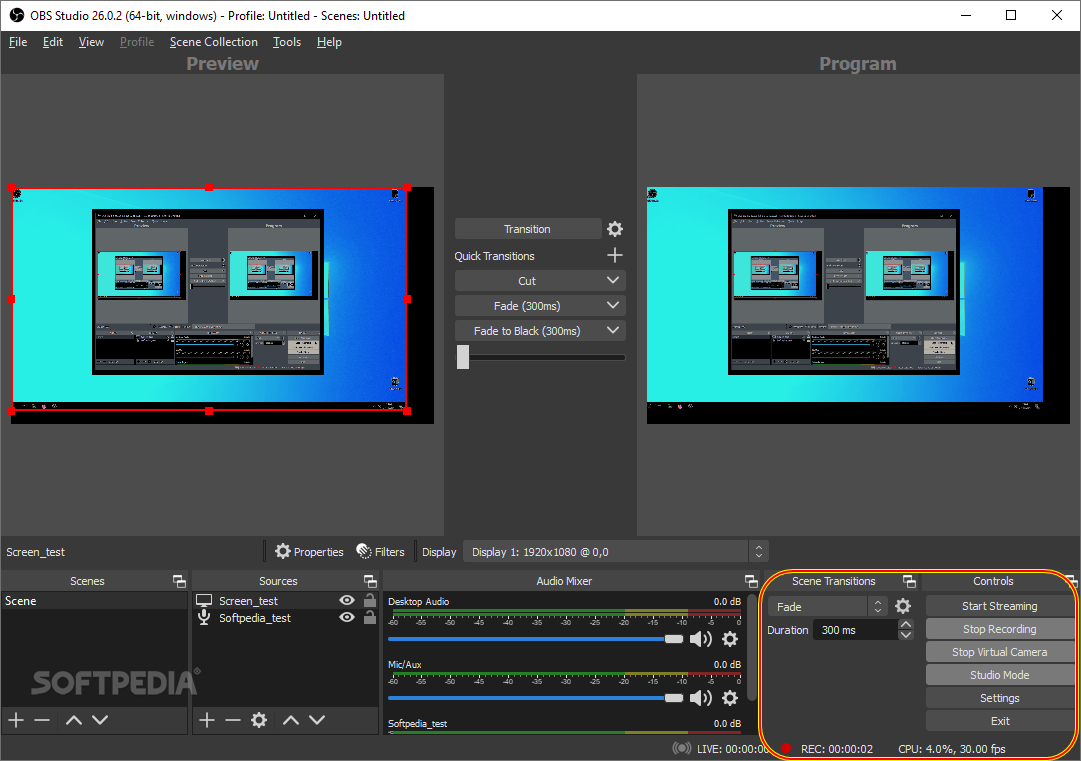 OBS Studio 26.0.2 (64-bit, windows) - Profile: Untitled - Scenes: Untitled
File Edit View Profile Scene Collection Tools Help
Preview
Program
Transition
Quick Transitions
Cut
Fade (300ms)
Fade to Black (300ms)
Screen_test
Properties
Filters
Display
Display 1: 1920x1080 @ 0,0
Scenes
Scene
Sources
Screen_test
Softpedia_test
Audio Mixer
Desktop Audio 0.0 dB
-60 -55 -50 -45 -40 -35 -30 -25 -20 -15 -10 -5 0
Mic/Aux 0.0 dB
-60 -55 -50 -45 -40 -35 -30 -25 -20 -15 -10 -5 0
Softpedia_test 0.0 dB
Scene Transitions
Fade
Duration 300 ms
Controls
Start Streaming
Stop Recording
Stop Virtual Camera
Studio Mode
Settings
Exit
SOFTPEDIA®
LIVE: 00:00:00 REC: 00:00:02 CPU: 4.0%, 30.00 fps